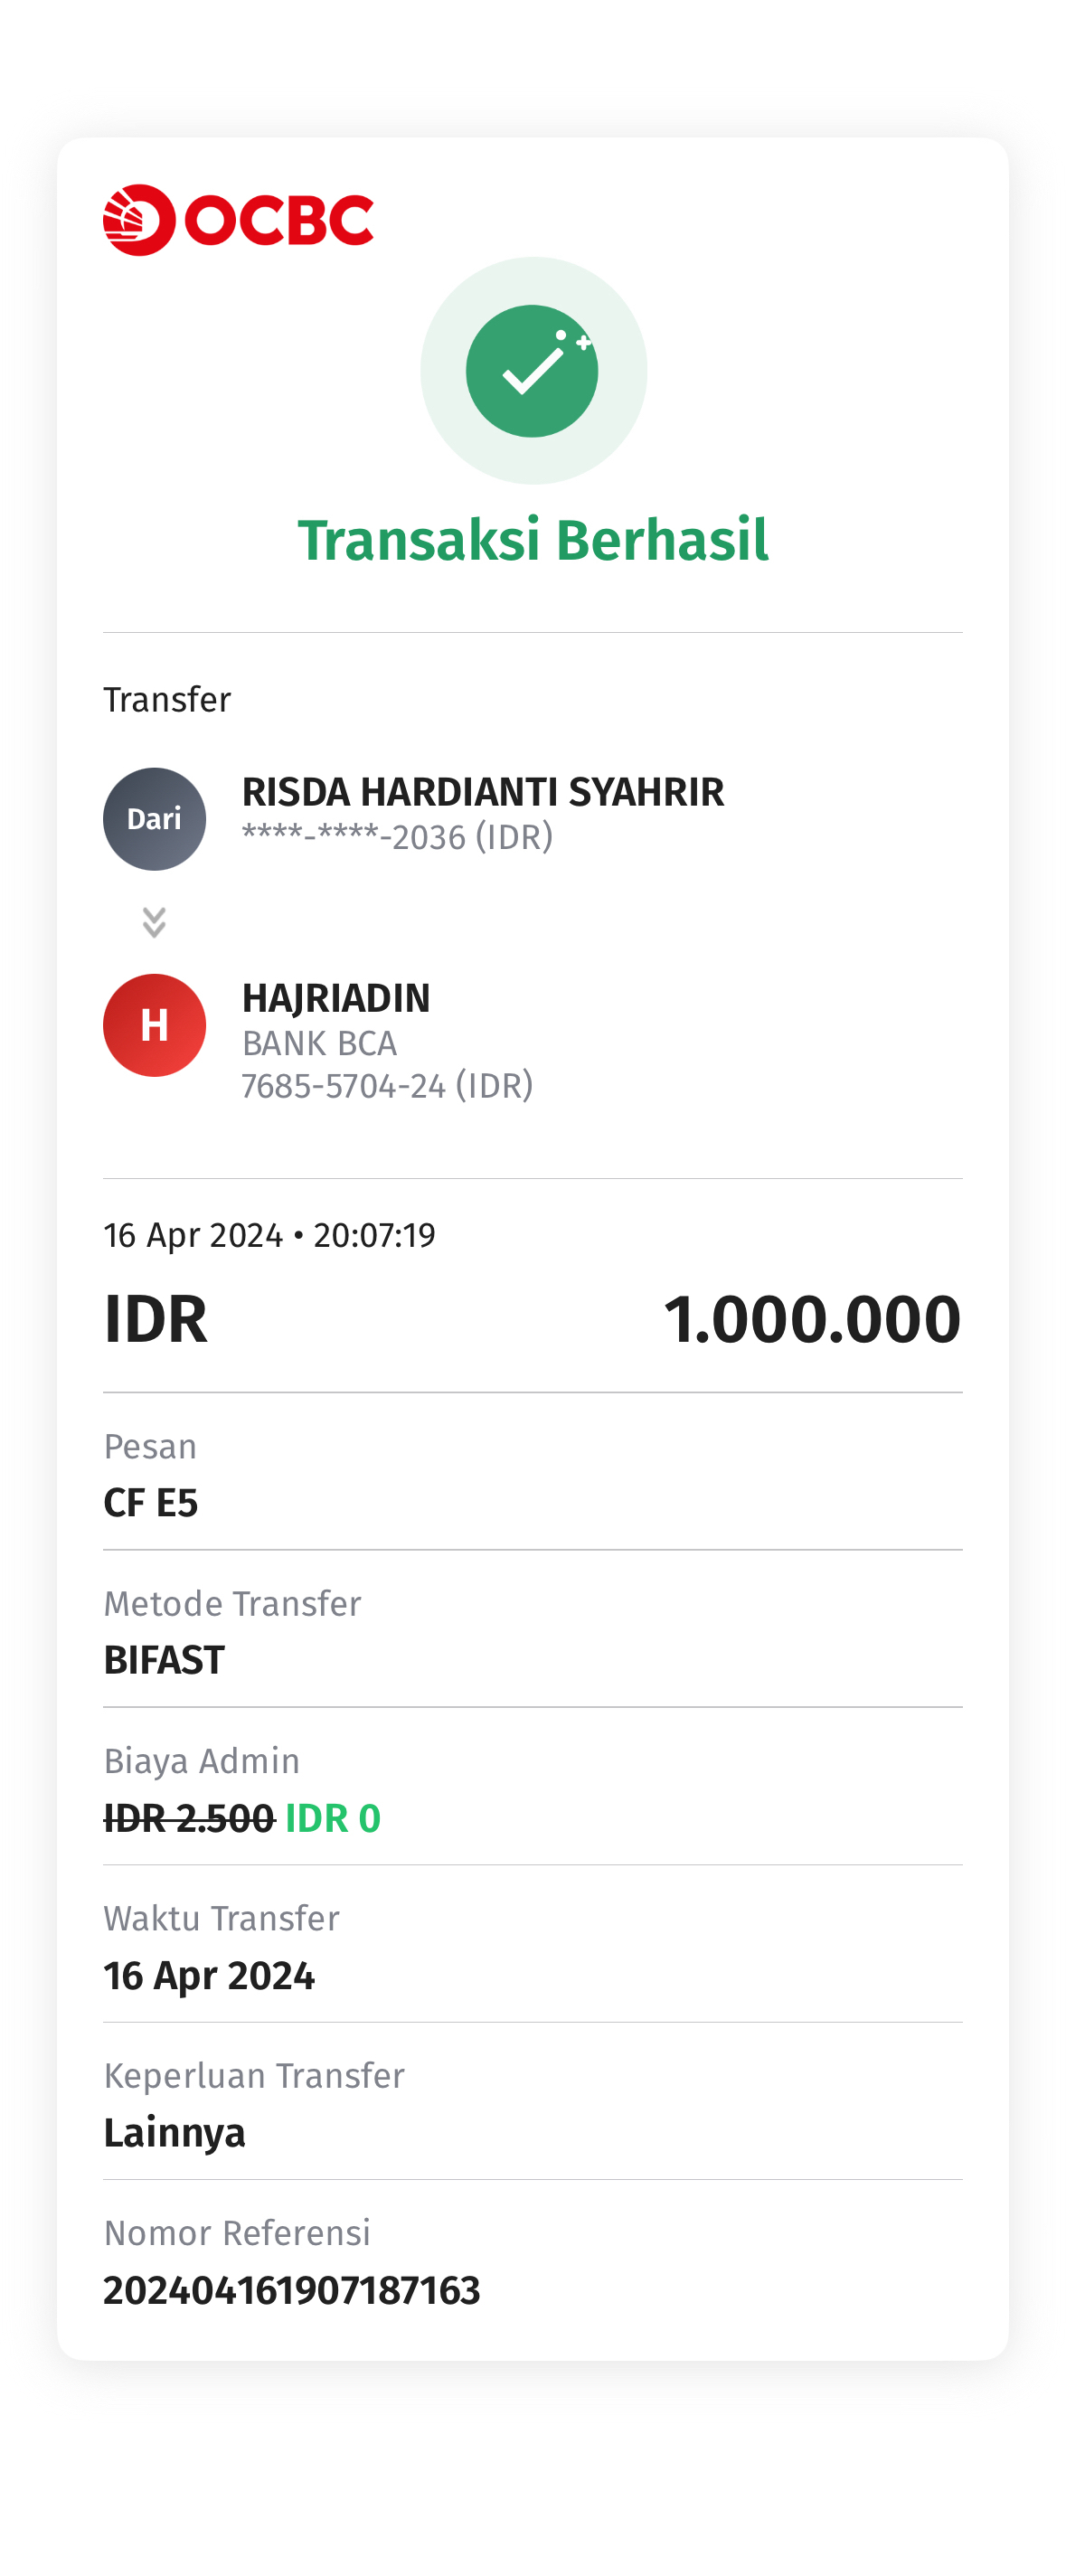 OCBC
Transaksi Berhasil
Transfer
Dari
RISDA HARDIANTI SYAHRIR
****-****-2036 (IDR)
H
HAJRIADIN
BANK BCA
7685-5704-24 (IDR)
16 Apr 2024 • 20:07:19
IDR 1.000.000
Pesan
CF E5
Metode Transfer
BIFAST
Biaya Admin
IDR 2.500 IDR 0
Waktu Transfer
16 Apr 2024
Keperluan Transfer
Lainnya
Nomor Referensi
202404161907187163